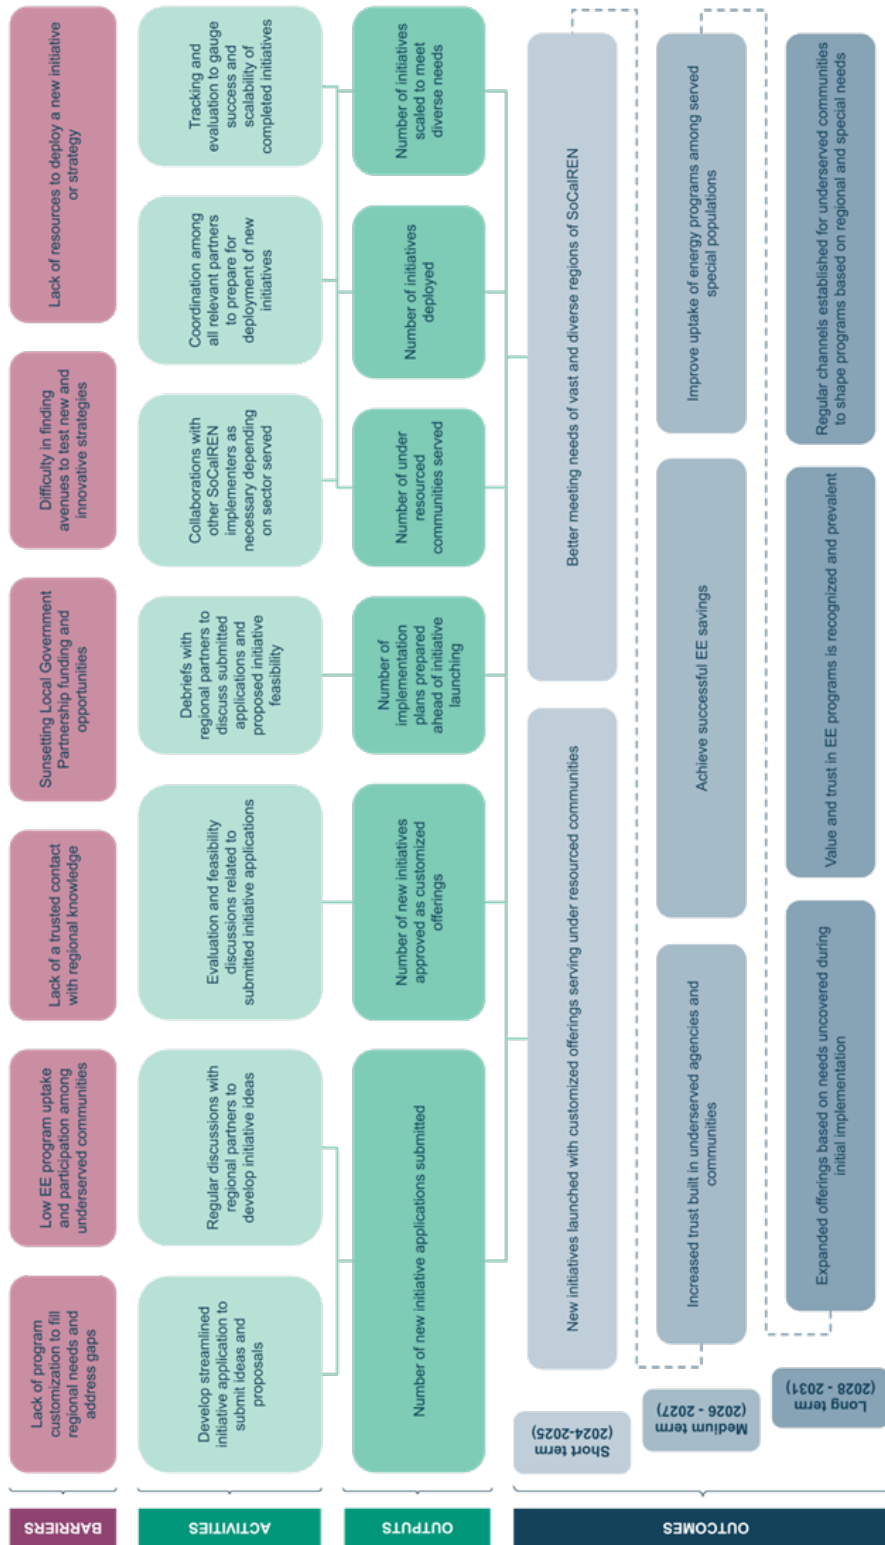 BARRIERS
Lack of program
customization to fill
regional needs and
address gaps
Low EE program uptake
and participation among
underserved communities
Lack of a trusted contact
with regional knowledge
Sunsetting Local Government
Partnership funding and
opportunities
Difficulty in finding
avenues to test new and
innovative strategies
Lack of resources to deploy a new initiative
or strategy
ACTIVITIES
Develop streamlined
initiative application to
submit ideas and
proposals
Regular discussions with
regional partners to
develop initiative ideas
Evaluation and feasibility
discussions related to
submitted initiative applications
Debriefs with
regional partners to
discuss submitted
applications and
proposed initiative
feasibility
Collaborations with
other SoCalREN
implementers as
necessary depending
on sector served
Coordination among
all relevant partners
to prepare for
deployment of new
initiatives
Tracking and
evaluation to gauge
success and
scalability of
completed initiatives
OUTPUTS
Number of new initiative applications submitted
Number of new initiatives
approved as customized
offerings
Number of
implementation
plans prepared
ahead of initiative
launching
Number of under
resourced
communities served
Number of initiatives
deployed
Number of initiatives
scaled to meet
diverse needs
OUTCOMES
Short term
(2024-2025)
New initiatives launched with customized offerings serving under resourced communities
Better meeting needs of vast and diverse regions of SoCalREN
Medium term
(2026 - 2027)
Increased trust built in underserved agencies and
communities
Achieve successful EE savings
Improve uptake of energy programs among served
special populations
Long term
(2028 - 2031)
Expanded offerings based on needs uncovered during
initial implementation
Value and trust in EE programs is recognized and prevalent
Regular channels established for underserved communities
to shape programs based on regional and special needs